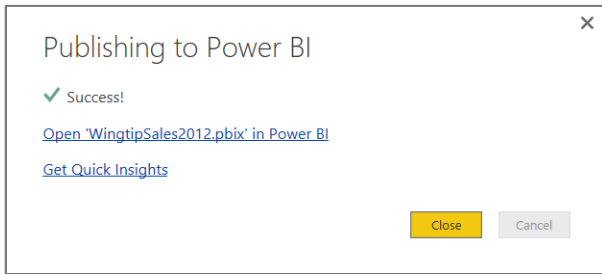 Publishing to Power BI
Success!
Open 'WingtipSales2012.pbix' in Power BI
Get Quick Insights
Close Cancel